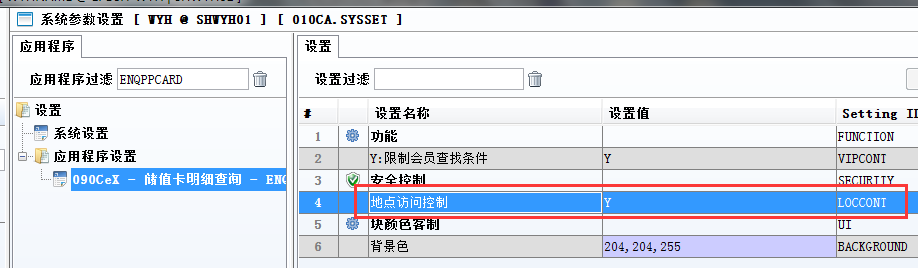 系统参数设置 [ WYH @ SHWYH01 ] [ 010CA.SYSSET ]
应用程序
应用程序过滤 ENQPPCARD
设置
系统设置
应用程序设置
090CeX - 储值卡明细查询 - ENQ
设置
设置过滤
# 设置名称 设置值 Setting ID
1 功能 FUNCTION
2 Y:限制会员查找条件 Y VIPCONT
3 安全控制 SECURITY
4 地点访问控制 Y LOCCONT
5 块颜色客制 UI
6 背景色 204,204,255 BACKGROUND